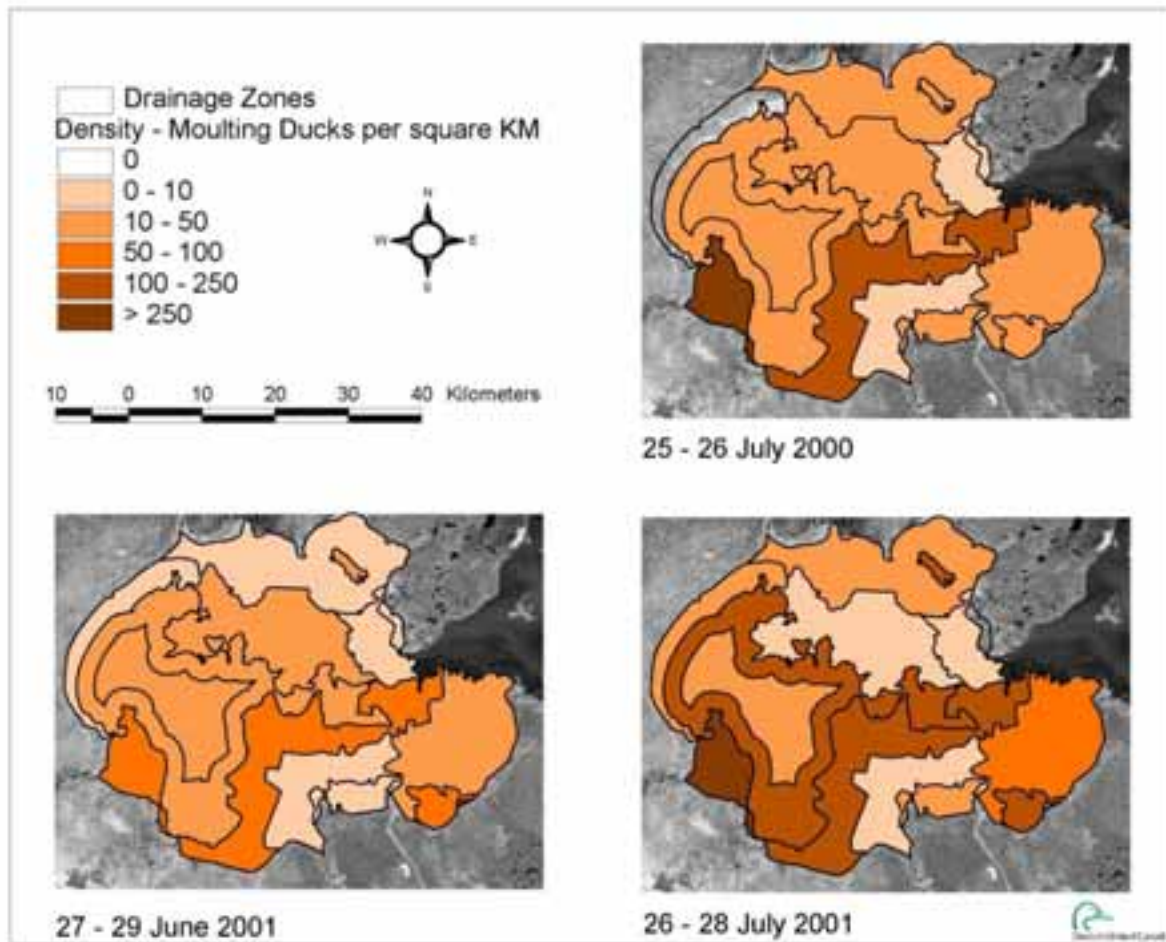 Drainage Zones
Density - Moulting Ducks per square KM
0
0 - 10
10 - 50
50 - 100
100 - 250
> 250
N
W E
S
10 0 10 20 30 40 Kilometers
25 - 26 July 2000
27 - 29 June 2001
26 - 28 July 2001